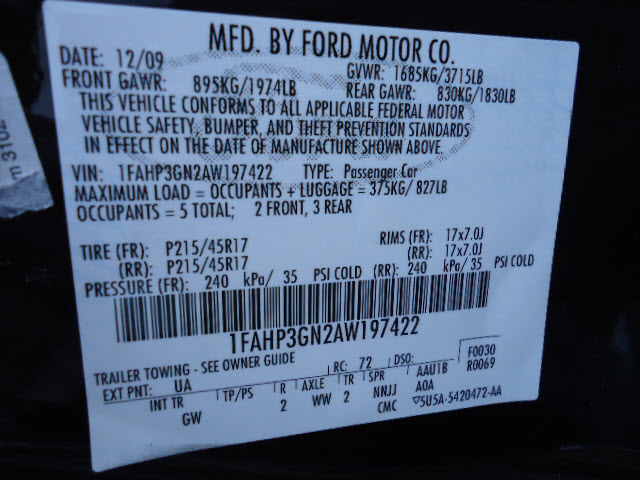 MFD. BY FORD MOTOR CO.
DATE: 12/09 GVWR: 1685KG/3715LB
FRONT GAWR: 895KG/1974LB REAR GAWR: 830KG/1830LB
THIS VEHICLE CONFORMS TO ALL APPLICABLE FEDERAL MOTOR
VEHICLE SAFETY, BUMPER, AND THEFT PREVENTION STANDARDS
IN EFFECT ON THE DATE OF MANUFACTURE SHOWN ABOVE.
VIN: 1FAHP3GN2AW197422 TYPE: Passenger Car
MAXIMUM LOAD = OCCUPANTS + LUGGAGE = 375KG/ 827LB
OCCUPANTS = 5 TOTAL; 2 FRONT, 3 REAR
TIRE (FR): P215/45R17 RIMS (FR): 17x7.0J
(RR): P215/45R17 (RR): 17x7.0J
PRESSURE (FR): 240 kPa/ 35 PSI COLD (RR): 240 kPa/ 35 PSI COLD
1FAHP3GN2AW197422
TRAILER TOWING - SEE OWNER GUIDE RC: 72 DSO: F0030
EXT PNT: UA AAU1B R0069
INT TR TP/PS R AXLE TR SPR AOA
GW 2 WW 2 NNJJ
CMC 5U5A-5420472-AA
m 3102